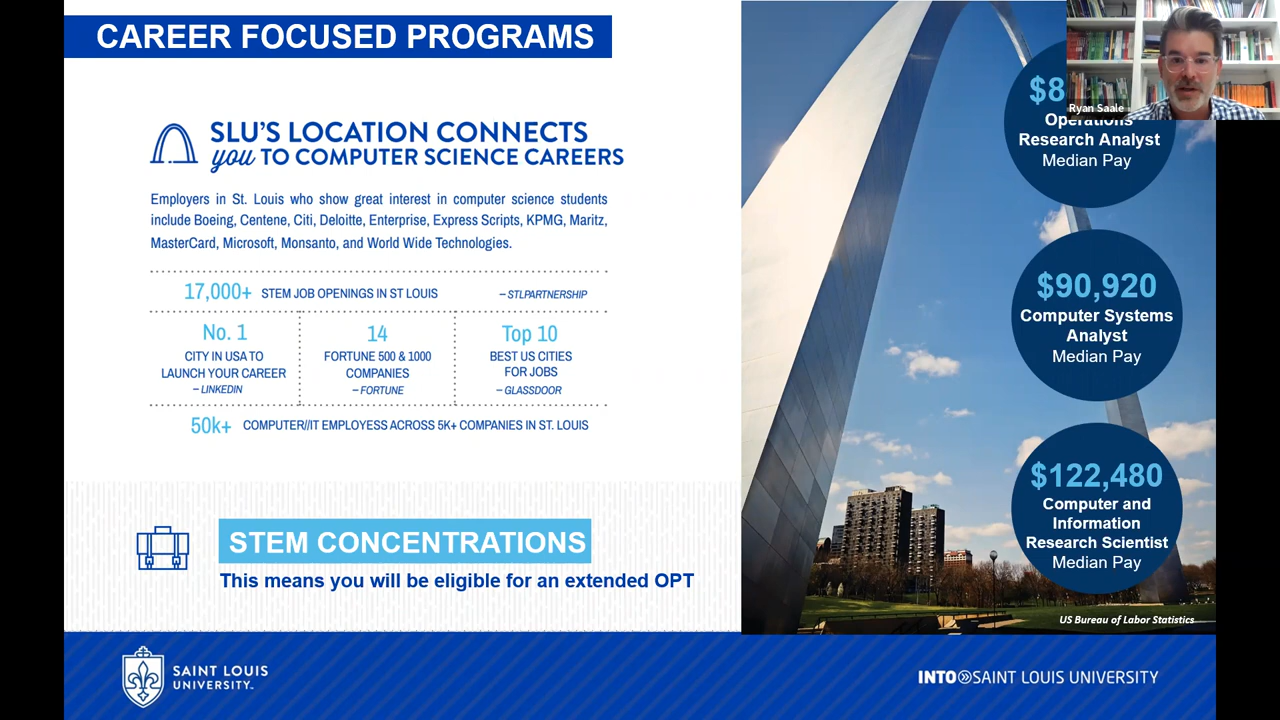 CAREER FOCUSED PROGRAMS
SLU'S LOCATION CONNECTS
you TO COMPUTER SCIENCE CAREERS
Employers in St. Louis who show great interest in computer science students
include Boeing, Centene, Citi, Deloitte, Enterprise, Express Scripts, KPMG, Maritz,
MasterCard, Microsoft, Monsanto, and World Wide Technologies.
17,000+ STEM JOB OPENINGS IN ST LOUIS – STLPARTNERSHIP
No. 1
CITY IN USA TO
LAUNCH YOUR CAREER
– LINKEDIN
14
FORTUNE 500 & 1000
COMPANIES
– FORTUNE
Top 10
BEST US CITIES
FOR JOBS
– GLASSDOOR
50k+ COMPUTER//IT EMPLOYESS ACROSS 5K+ COMPANIES IN ST. LOUIS
STEM CONCENTRATIONS
This means you will be eligible for an extended OPT
$8
Ryan Saale
Operations
Research Analyst
Median Pay
$90,920
Computer Systems
Analyst
Median Pay
$122,480
Computer and
Information
Research Scientist
Median Pay
US Bureau of Labor Statistics
SAINT LOUIS
UNIVERSITY™
INTO SAINT LOUIS UNIVERSITY